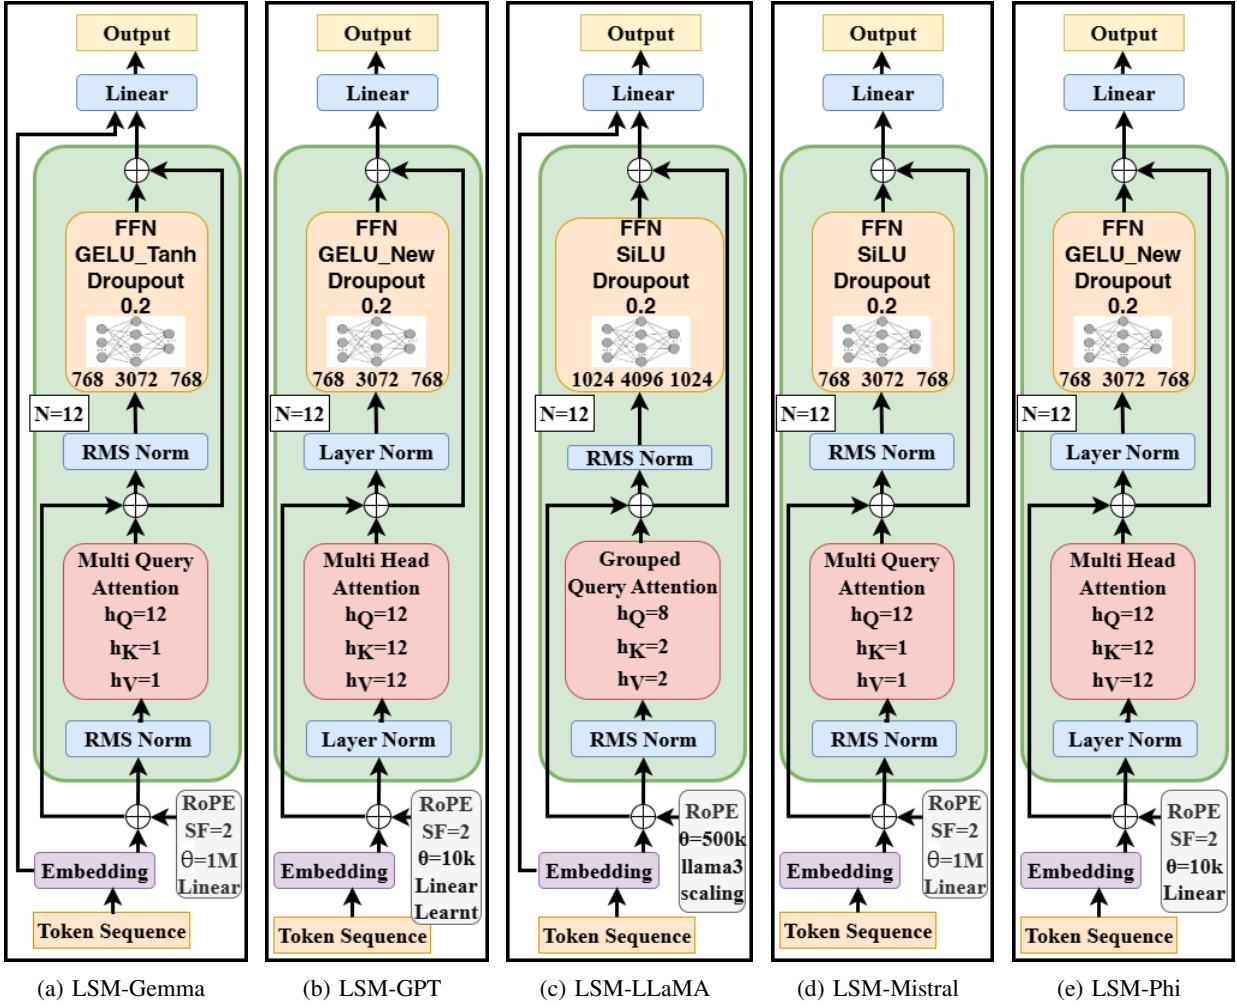 Output
Linear
FFN
GELU_Tanh
Droupout
0.2
768 3072 768
N=12
RMS Norm
Multi Query
Attention
hQ=12
hK=1
hV=1
RMS Norm
RoPE
SF=2
θ=1M
Linear
Embedding
Token Sequence
(a) LSM-Gemma
Output
Linear
FFN
GELU_New
Droupout
0.2
768 3072 768
N=12
Layer Norm
Multi Head
Attention
hQ=12
hK=12
hV=12
Layer Norm
RoPE
SF=2
θ=10k
Linear
Learnt
Embedding
Token Sequence
(b) LSM-GPT
Output
Linear
FFN
SiLU
Droupout
0.2
1024 4096 1024
N=12
RMS Norm
Grouped
Query Attention
hQ=8
hK=2
hV=2
RMS Norm
RoPE
θ=500k
llama3
scaling
Embedding
Token Sequence
(c) LSM-LLaMA
Output
Linear
FFN
SiLU
Droupout
0.2
768 3072 768
N=12
RMS Norm
Multi Query
Attention
hQ=12
hK=1
hV=1
RMS Norm
RoPE
SF=2
θ=1M
Linear
Embedding
Token Sequence
(d) LSM-Mistral
Output
Linear
FFN
GELU_New
Droupout
0.2
768 3072 768
N=12
Layer Norm
Multi Head
Attention
hQ=12
hK=12
hV=12
Layer Norm
RoPE
SF=2
θ=10k
Linear
Embedding
Token Sequence
(e) LSM-Phi